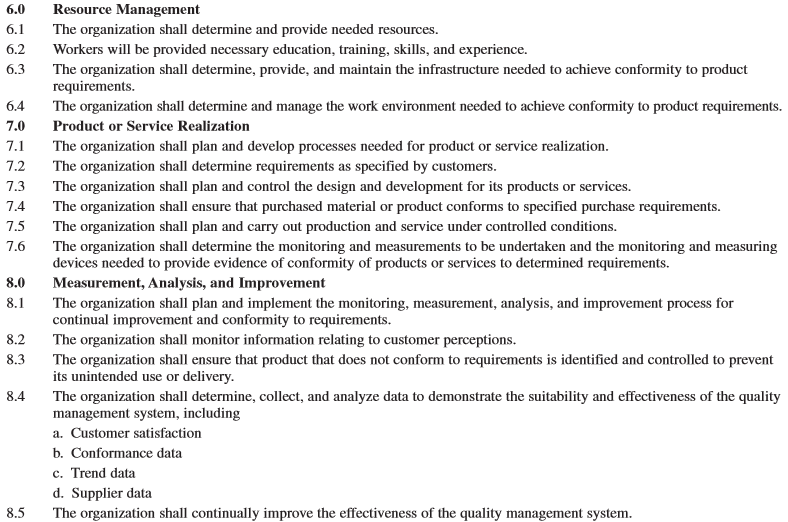 6.0 Resource Management
6.1 The organization shall determine and provide needed resources.
6.2 Workers will be provided necessary education, training, skills, and experience.
6.3 The organization shall determine, provide, and maintain the infrastructure needed to achieve conformity to product
requirements.
6.4 The organization shall determine and manage the work environment needed to achieve conformity to product requirements.
7.0 Product or Service Realization
7.1 The organization shall plan and develop processes needed for product or service realization.
7.2 The organization shall determine requirements as specified by customers.
7.3 The organization shall plan and control the design and development for its products or services.
7.4 The organization shall ensure that purchased material or product conforms to specified purchase requirements.
7.5 The organization shall plan and carry out production and service under controlled conditions.
7.6 The organization shall determine the monitoring and measurements to be undertaken and the monitoring and measuring
devices needed to provide evidence of conformity of products or services to determined requirements.
8.0 Measurement, Analysis, and Improvement
8.1 The organization shall plan and implement the monitoring, measurement, analysis, and improvement process for
continual improvement and conformity to requirements.
8.2 The organization shall monitor information relating to customer perceptions.
8.3 The organization shall ensure that product that does not conform to requirements is identified and controlled to prevent
its unintended use or delivery.
8.4 The organization shall determine, collect, and analyze data to demonstrate the suitability and effectiveness of the quality
management system, including
a. Customer satisfaction
b. Conformance data
c. Trend data
d. Supplier data
8.5 The organization shall continually improve the effectiveness of the quality management system.